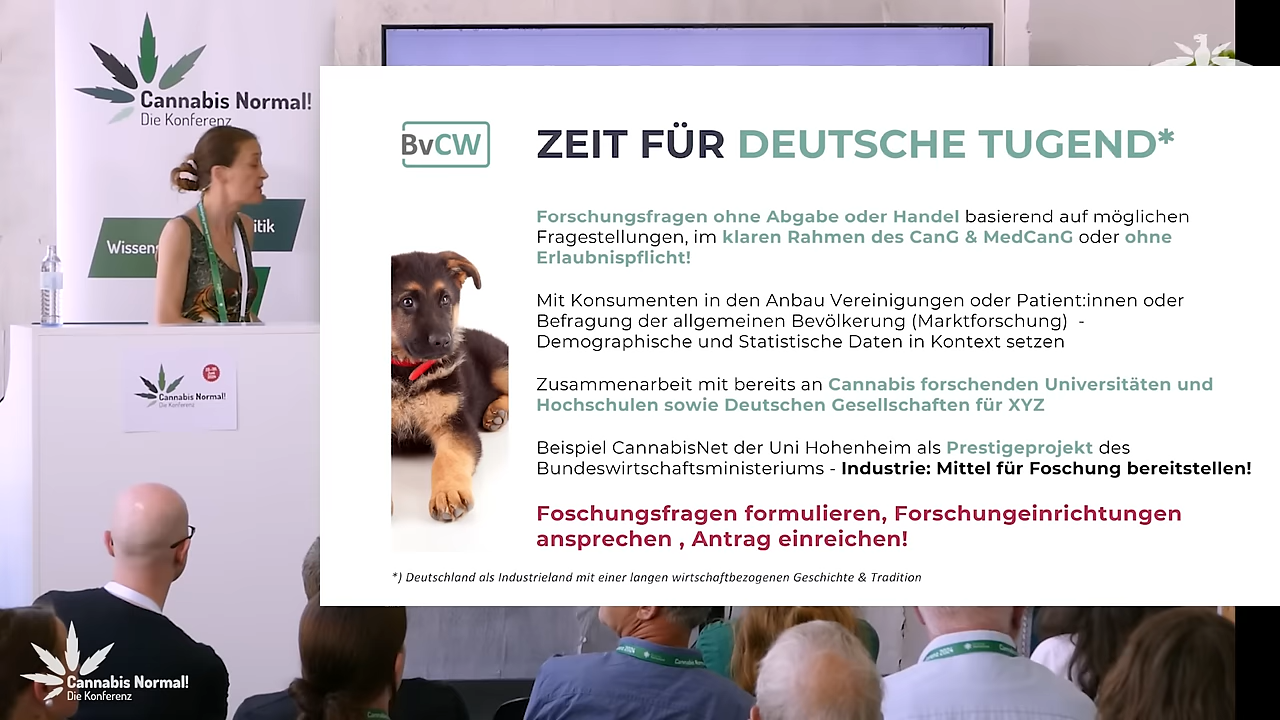 Cannabis Normal!
Die Konferenz
Wissen
itik
Cannabis Normal!
Die Konferenz
BvCW
ZEIT FÜR DEUTSCHE TUGEND*
Forschungsfragen ohne Abgabe oder Handel basierend auf möglichen
Fragestellungen, im klaren Rahmen des CanG & MedCanG oder ohne
Erlaubnispflicht!
Mit Konsumenten in den Anbau Vereinigungen oder Patient:innen oder
Befragung der allgemeinen Bevölkerung (Marktforschung) -
Demographische und Statistische Daten in Kontext setzen
Zusammenarbeit mit bereits an Cannabis forschenden Universitäten und
Hochschulen sowie Deutschen Gesellschaften für XYZ
Beispiel CannabisNet der Uni Hohenheim als Prestigeprojekt des
Bundeswirtschaftsministeriums - Industrie: Mittel für Foschung bereitstellen!
Foschungsfragen formulieren, Forschungeinrichtungen
ansprechen , Antrag einreichen!
*) Deutschland als Industrieland mit einer langen wirtschaftbezogenen Geschichte & Tradition
Cannabis Normal!
Die Konferenz